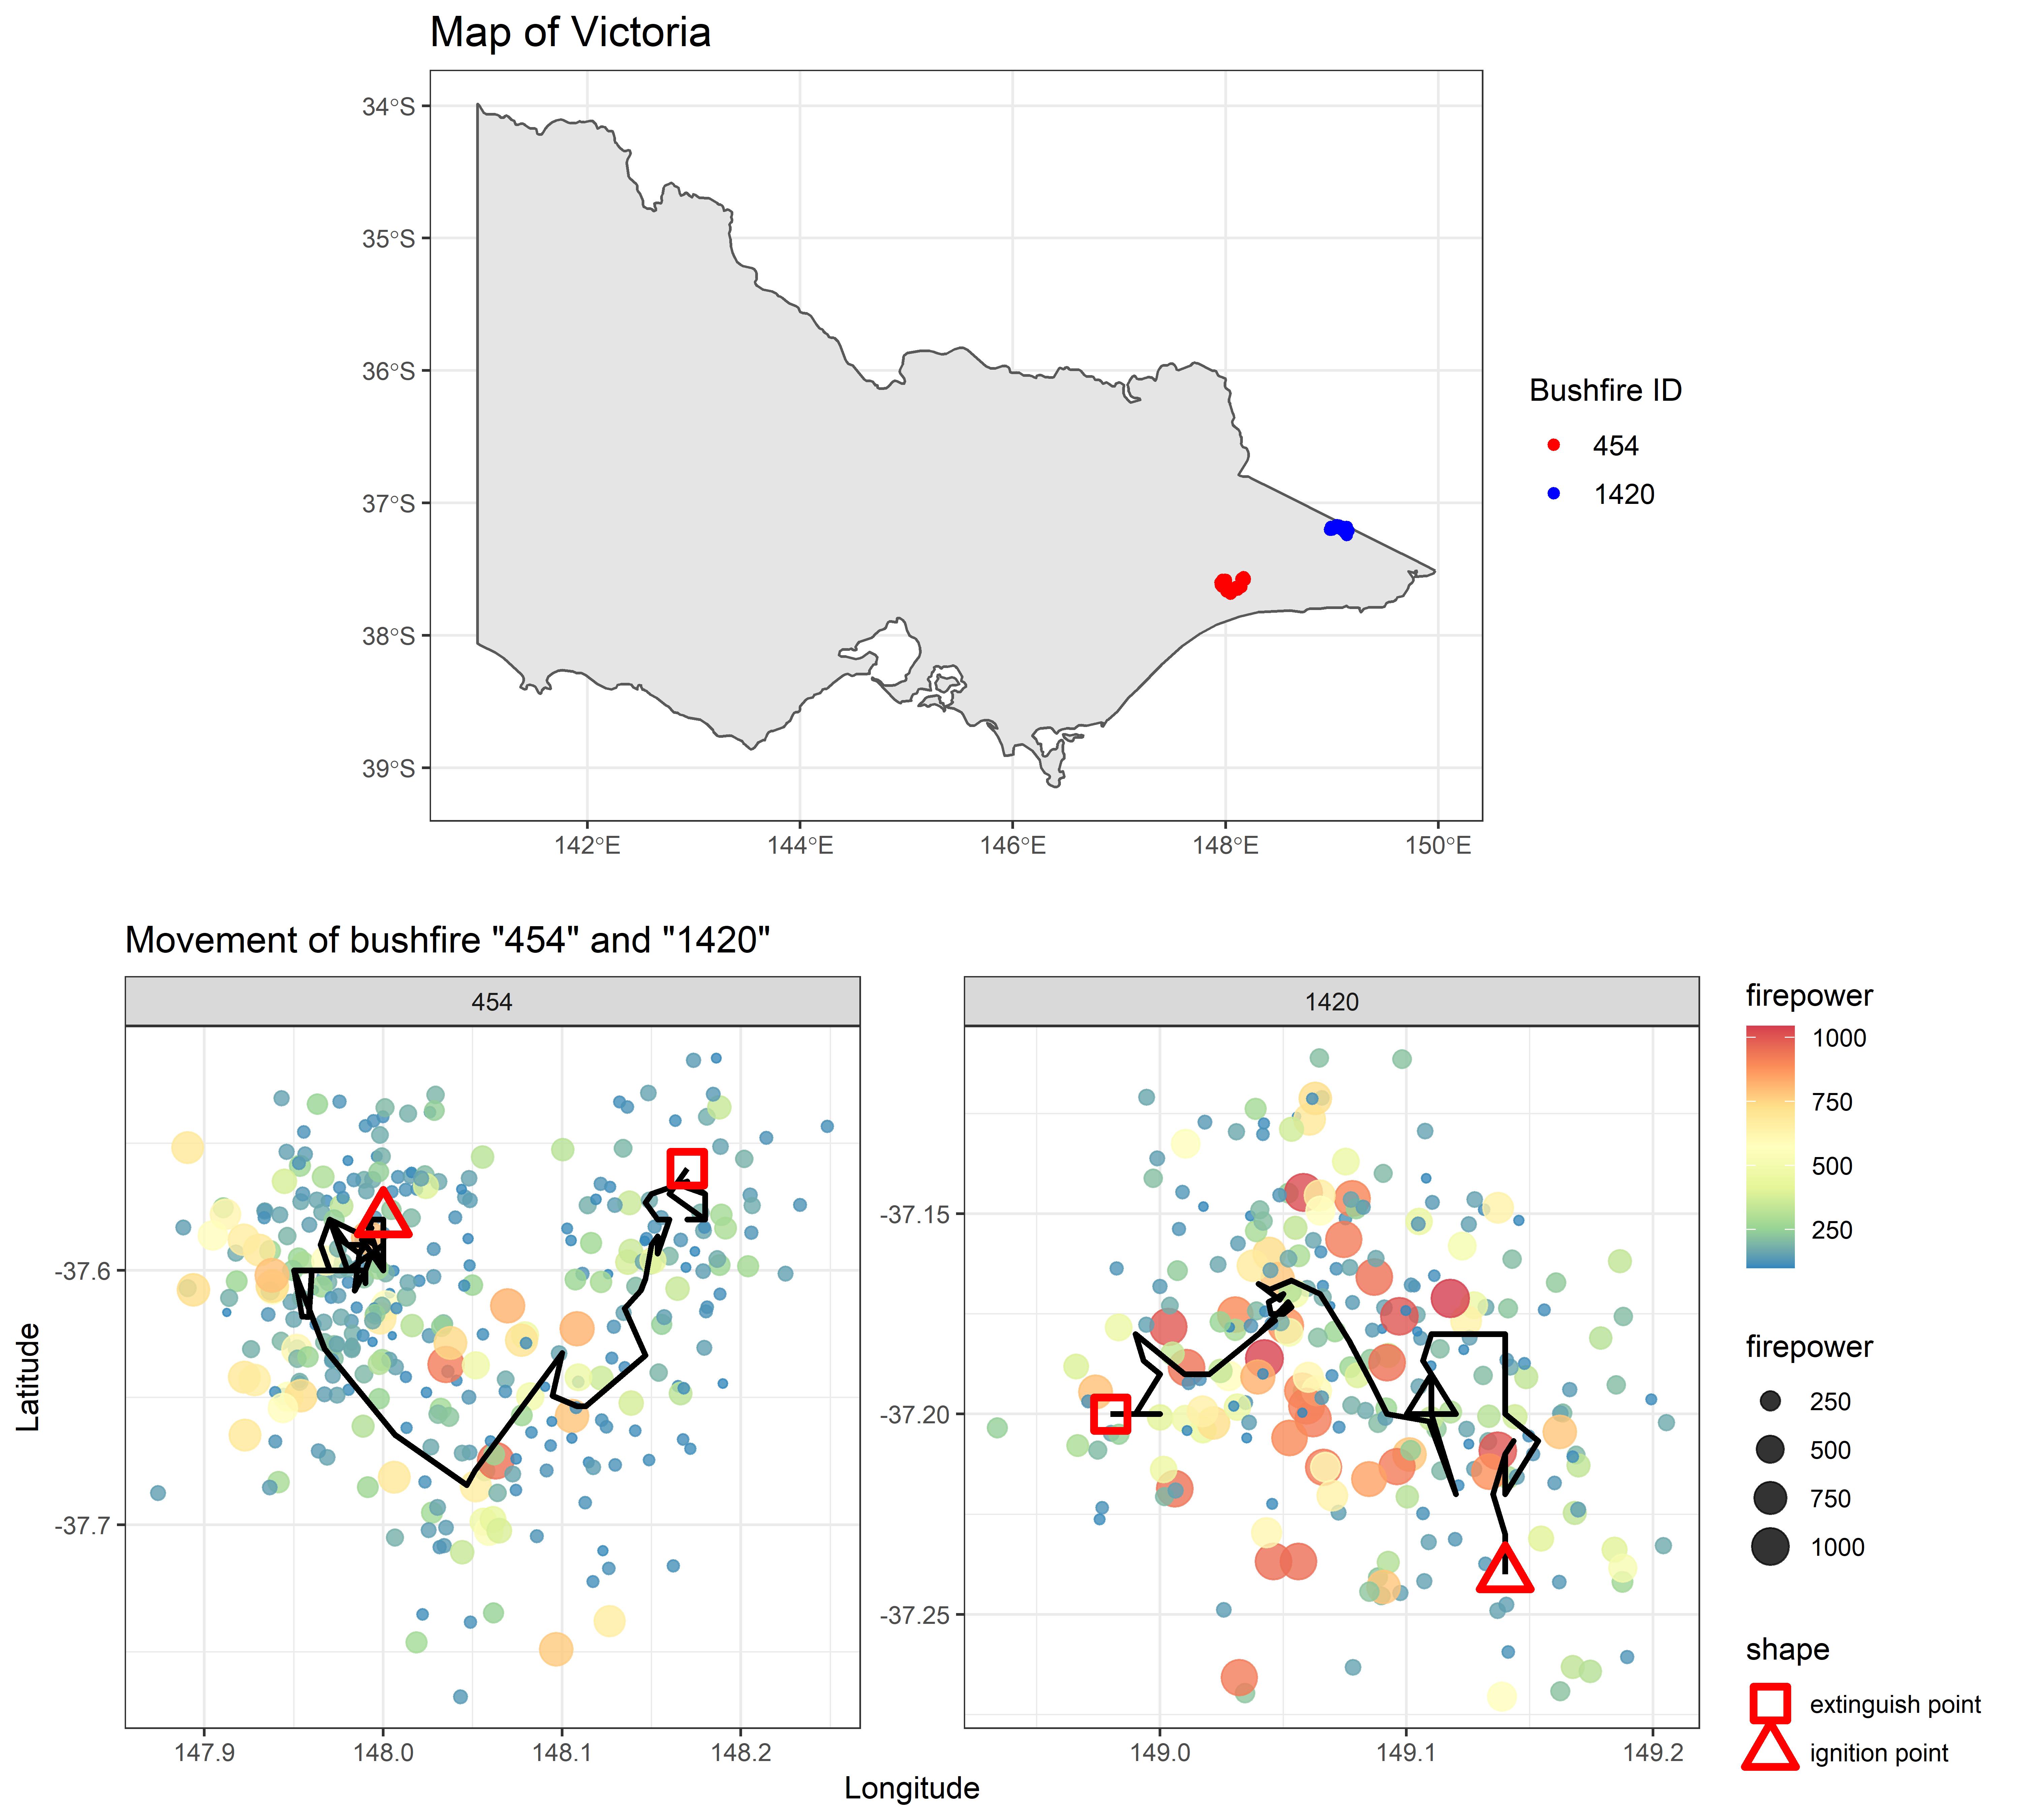 Map of Victoria
34°S
35°S
36°S
37°S
38°S
39°S
142°E 144°E 146°E 148°E 150°E
Bushfire ID
454
1420
Movement of bushfire "454" and "1420"
454
1420
Latitude
-37.6
-37.7
147.9 148.0 148.1 148.2
-37.15
-37.20
-37.25
149.0 149.1 149.2
Longitude
firepower
1000
750
500
250
firepower
250
500
750
1000
shape
extinguish point
ignition point